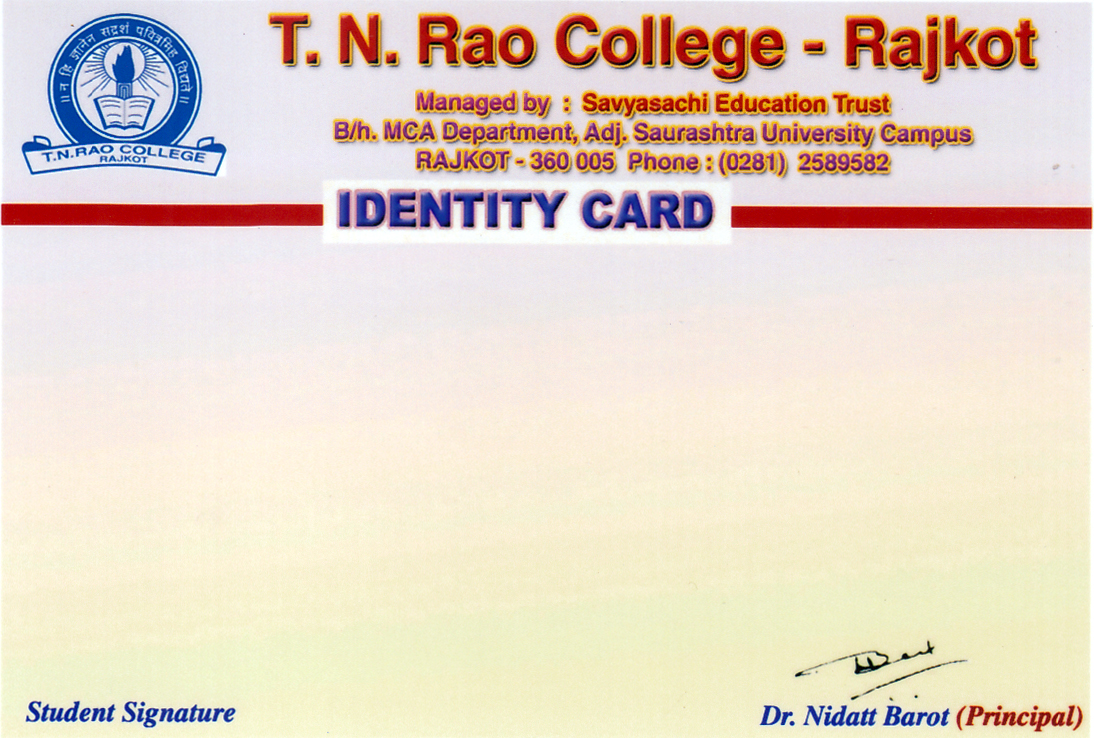 ॥ न हि ज्ञानेन सदृशं पवित्रमिह विद्यते ॥
T.N.RAO COLLEGE
RAJKOT
T. N. Rao College - Rajkot
Managed by : Savyasachi Education Trust
B/h. MCA Department, Adj. Saurashtra University Campus
RAJKOT - 360 005 Phone : (0281) 2589582
IDENTITY CARD
Student Signature
Dr. Nidatt Barot (Principal)